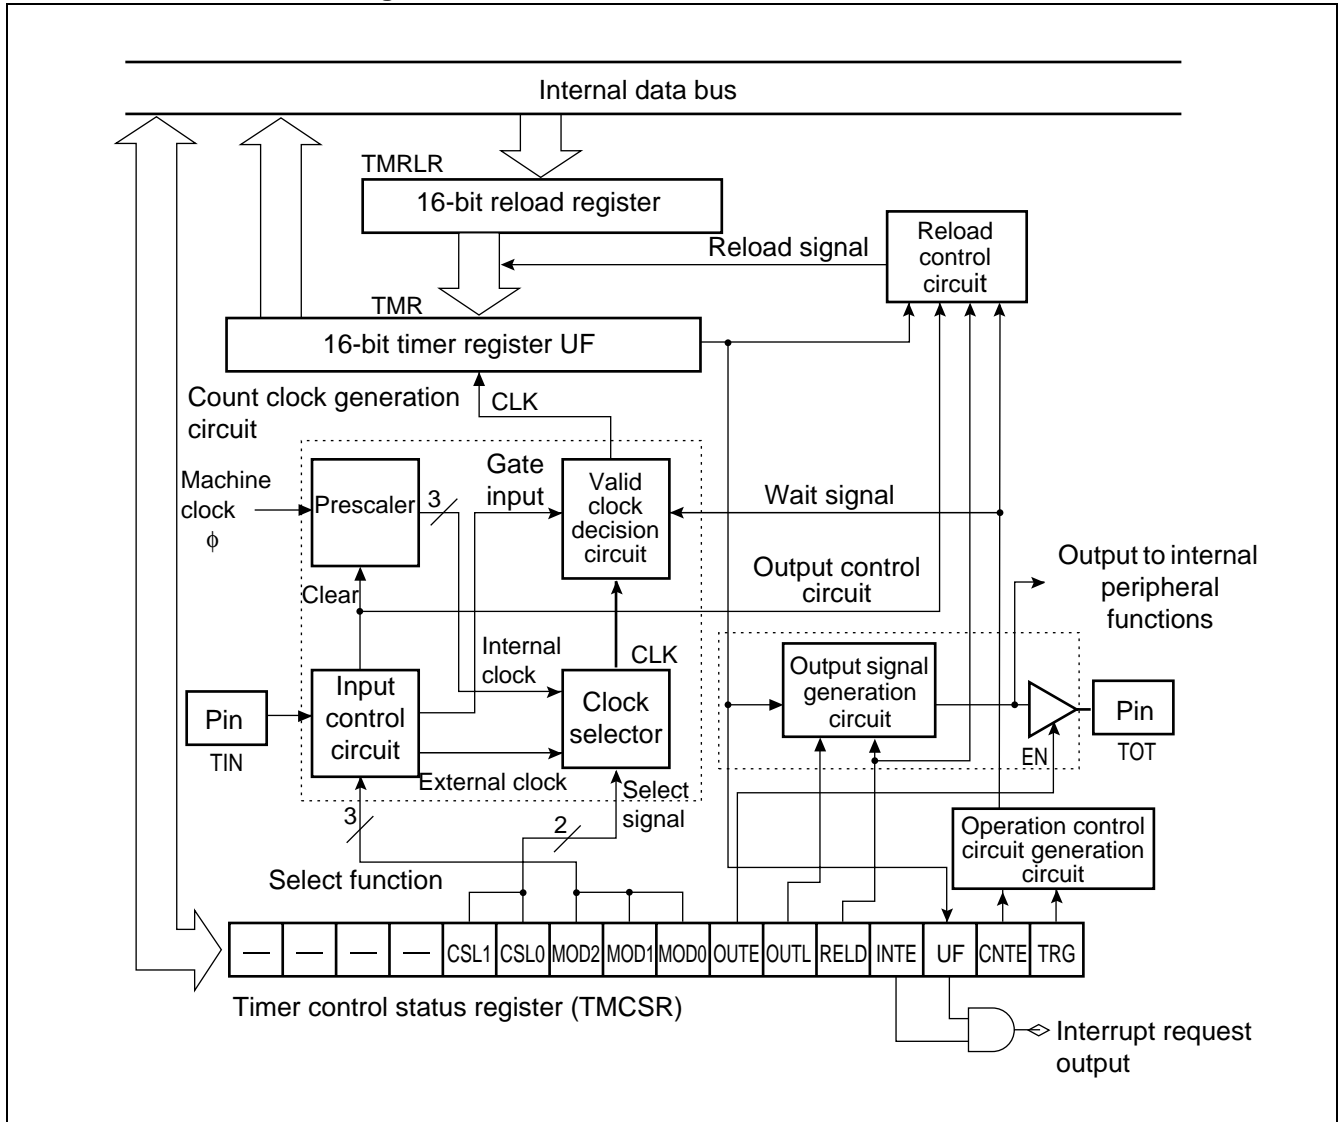 Internal data bus
TMRLR
16-bit reload register
Reload signal
Reload
control
circuit
TMR
16-bit timer register UF
Count clock generation
circuit
CLK
Machine
clock
ϕ
Prescaler
3
Gate
input
Valid
clock
decision
circuit
Wait signal
Clear
Output control
circuit
Output to internal
peripheral
functions
Internal
clock
CLK
Pin
TIN
Input
control
circuit
Clock
selector
External clock
Output signal
generation
circuit
EN
Pin
TOT
Select
signal
3
2
Select function
Operation control
circuit generation
circuit
— — — — CSL1 CSL0 MOD2 MOD1 MOD0 OUTE OUTL RELD INTE UF CNTE TRG
Timer control status register (TMCSR)
Interrupt request
output